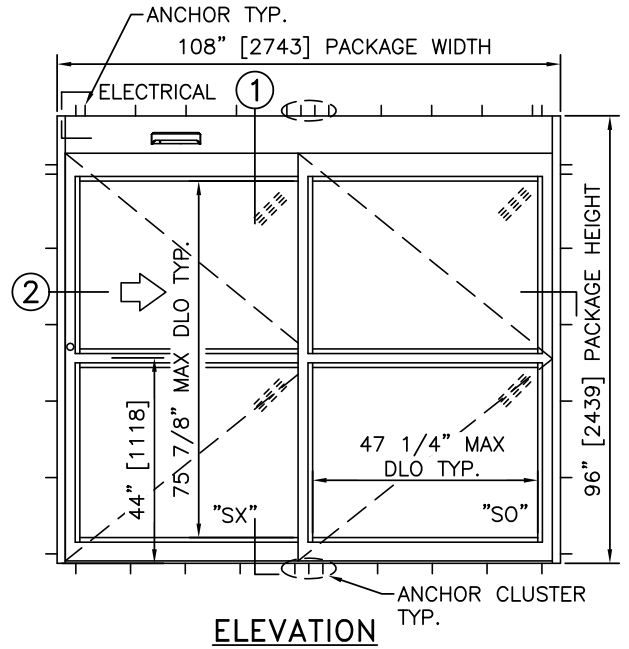 ANCHOR TYP.
108" [2743] PACKAGE WIDTH
ELECTRICAL
1
2
75 7/8" MAX DLO TYP.
44" [1118]
96" [2439] PACKAGE HEIGHT
47 1/4" MAX
DLO TYP.
"SX"
"SO"
ANCHOR CLUSTER
TYP.
ELEVATION